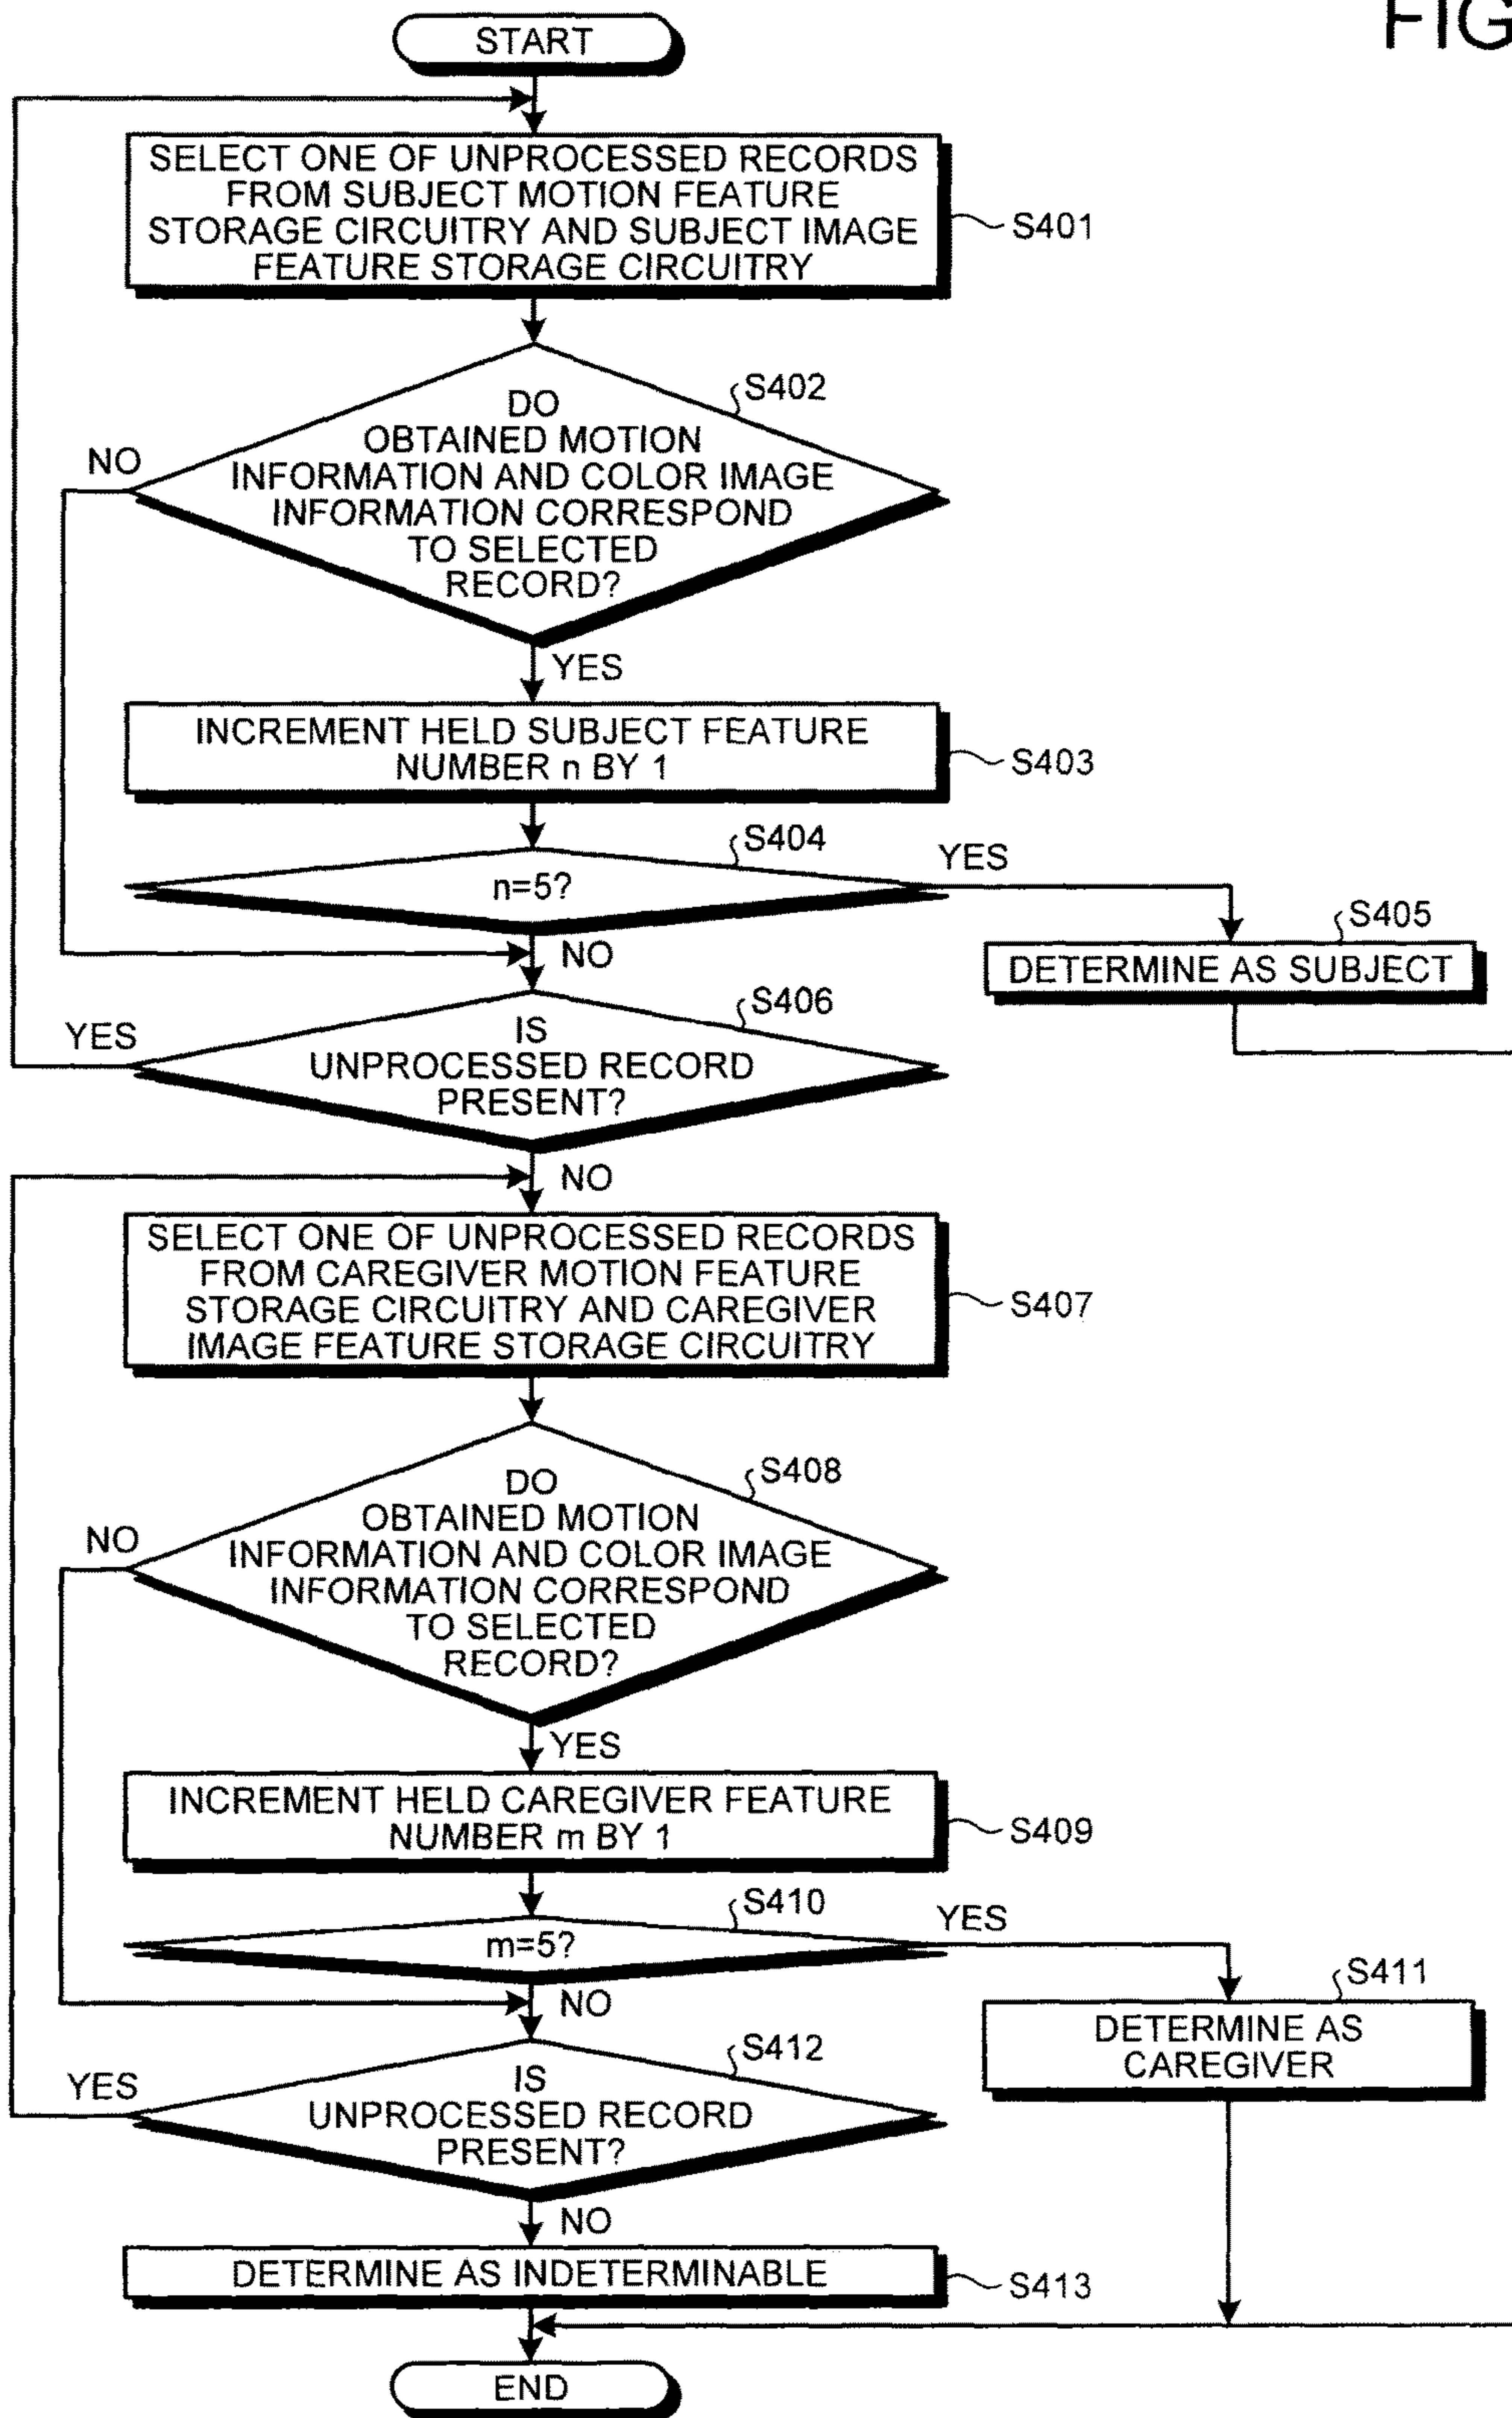 FIG
START
SELECT ONE OF UNPROCESSED RECORDS
FROM SUBJECT MOTION FEATURE
STORAGE CIRCUITRY AND SUBJECT IMAGE
FEATURE STORAGE CIRCUITRY
S401
S402
DO
OBTAINED MOTION
INFORMATION AND COLOR IMAGE
INFORMATION CORRESPOND
TO SELECTED
RECORD?
NO
YES
INCREMENT HELD SUBJECT FEATURE
NUMBER n BY 1
S403
S404
n=5?
YES
NO
S405
DETERMINE AS SUBJECT
S406
IS
UNPROCESSED RECORD
PRESENT?
YES
NO
SELECT ONE OF UNPROCESSED RECORDS
FROM CAREGIVER MOTION FEATURE
STORAGE CIRCUITRY AND CAREGIVER
IMAGE FEATURE STORAGE CIRCUITRY
S407
S408
DO
OBTAINED MOTION
INFORMATION AND COLOR IMAGE
INFORMATION CORRESPOND
TO SELECTED
RECORD?
NO
YES
INCREMENT HELD CAREGIVER FEATURE
NUMBER m BY 1
S409
S410
m=5?
YES
NO
S411
DETERMINE AS
CAREGIVER
S412
IS
UNPROCESSED RECORD
PRESENT?
YES
NO
DETERMINE AS INDETERMINABLE
S413
END